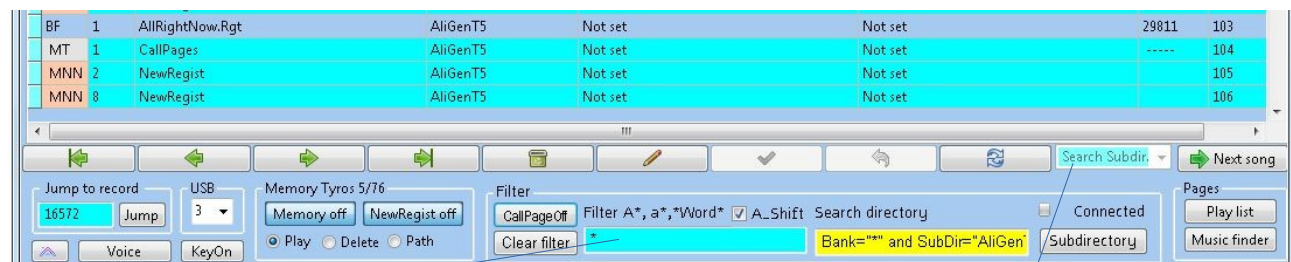 BF 1 AllRightNow.Rgt AliGenT5 Not set Not set 29811 103
MT 1 CallPages AliGenT5 Not set Not set ----- 104
MNN 2 NewRegist AliGenT5 Not set Not set 105
MNN 8 NewRegist AliGenT5 Not set Not set 106
Search Subdir. Next song
Jump to record USB Memory Tyros 5/76 Filter Pages
16572 Jump 3 Memory off NewRegist off CallPageOff Filter A*, a*,*Word* A_Shift Search directory Connected Play list
Voice KeyOn Play Delete Path Clear filter * Bank="*" and SubDir="AliGen Subdirectory Music finder